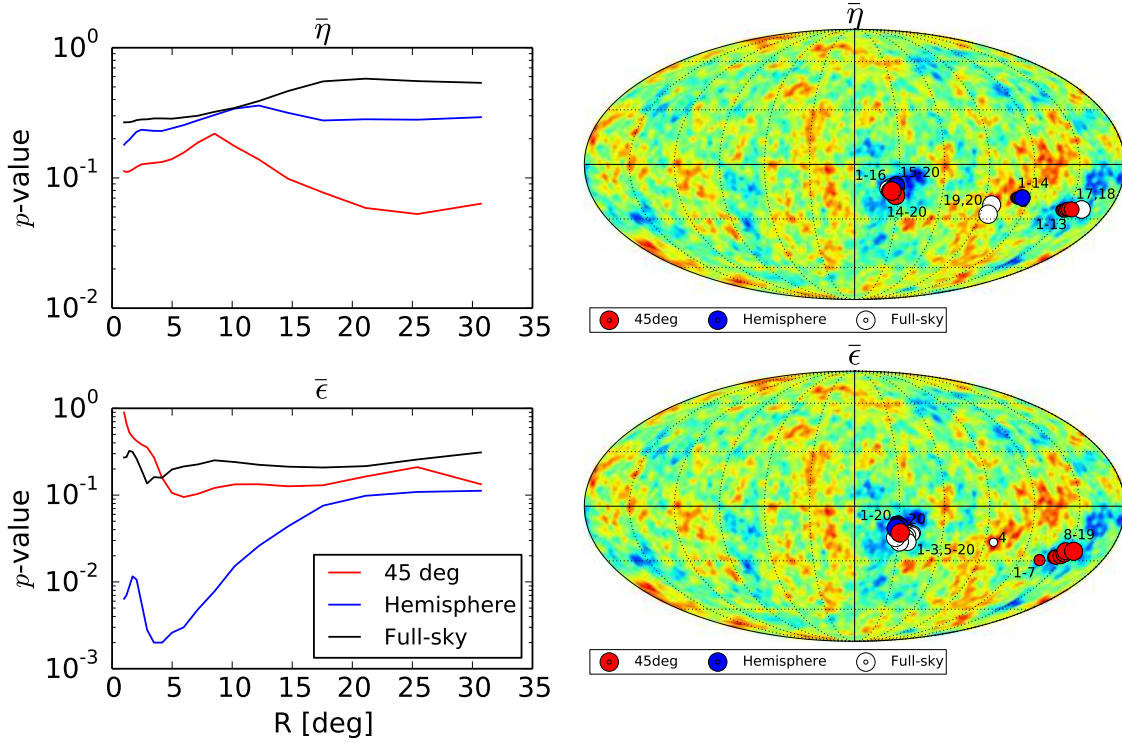 η̄
10^0
10^-1
10^-2
p-value
0 5 10 15 20 25 30 35
η̄
1-16
15-20
14-20
19,20
1-14
17,18
1-13
45deg Hemisphere Full-sky
ε̄
10^0
10^-1
10^-2
10^-3
p-value
45 deg
Hemisphere
Full-sky
0 5 10 15 20 25 30 35
R [deg]
ε̄
1-20
20
1-3,5-20
4
8-19
1-7
45deg Hemisphere Full-sky